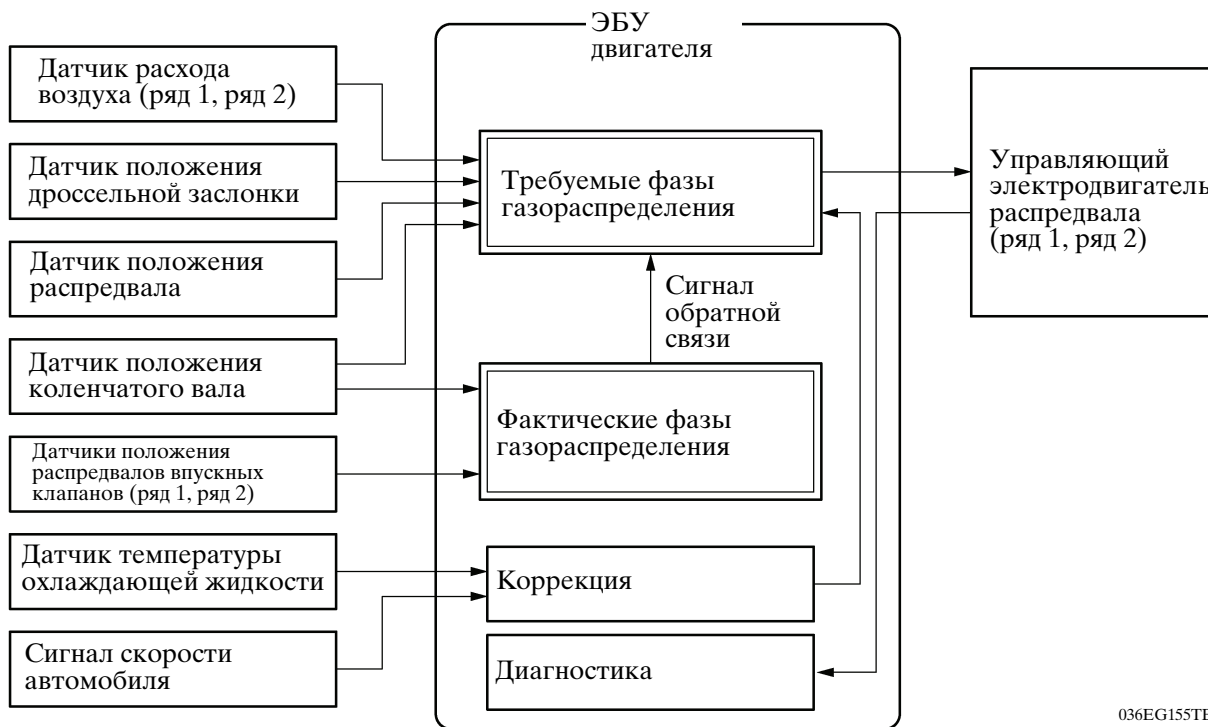 ЭБУ
двигателя
Датчик расхода
воздуха (ряд 1, ряд 2)
Датчик положения
дроссельной заслонки
Датчик положения
распредвала
Датчик положения
коленчатого вала
Датчики положения
распредвалов впускных
клапанов (ряд 1, ряд 2)
Датчик температуры
охлаждающей жидкости
Сигнал скорости
автомобиля
Требуемые фазы
газораспределения
Сигнал
обратной
связи
Фактические фазы
газораспределения
Коррекция
Диагностика
Управляющий
электродвигатель
распредвала
(ряд 1, ряд 2)
036EG155TE